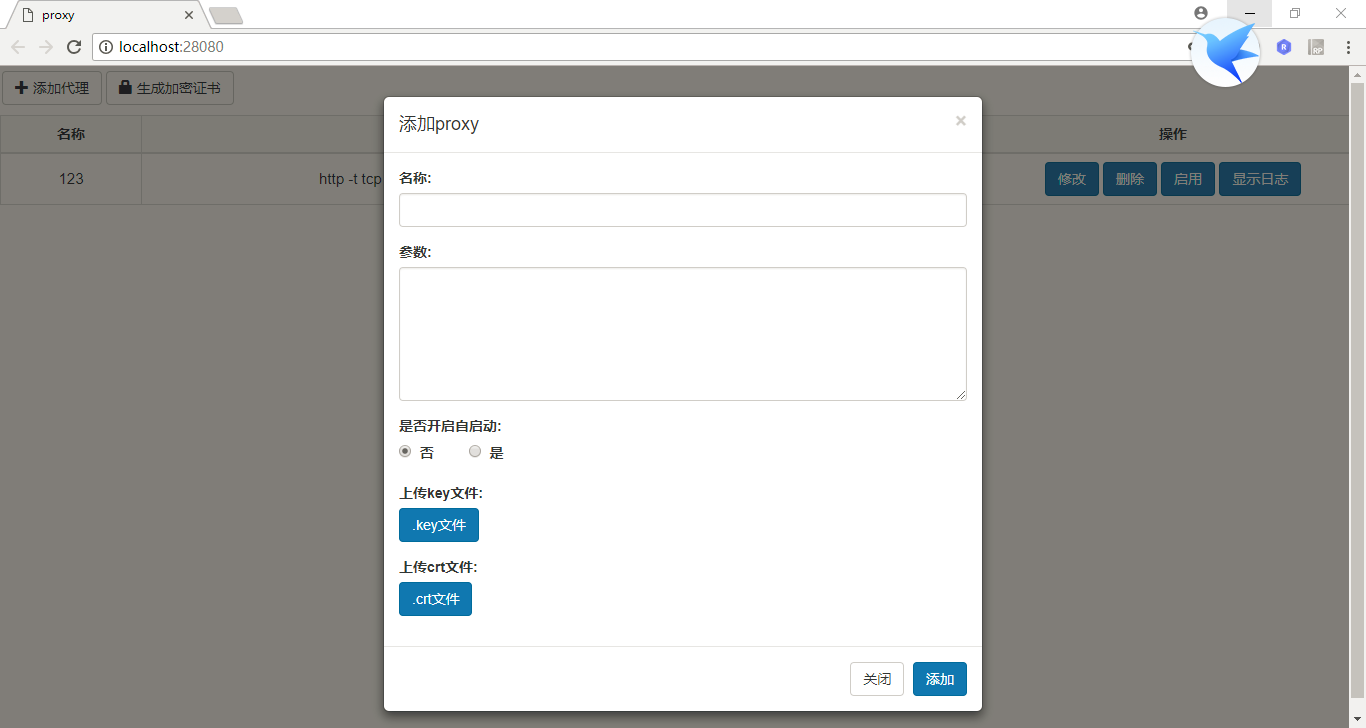 proxy
localhost:28080
添加代理
生成加密证书
名称
操作
123
http -t tcp
修改
删除
启用
显示日志
添加proxy
×
名称:
参数:
是否开启自启动:
否
是
上传key文件:
.key文件
上传crt文件:
.crt文件
关闭
添加
R
RP